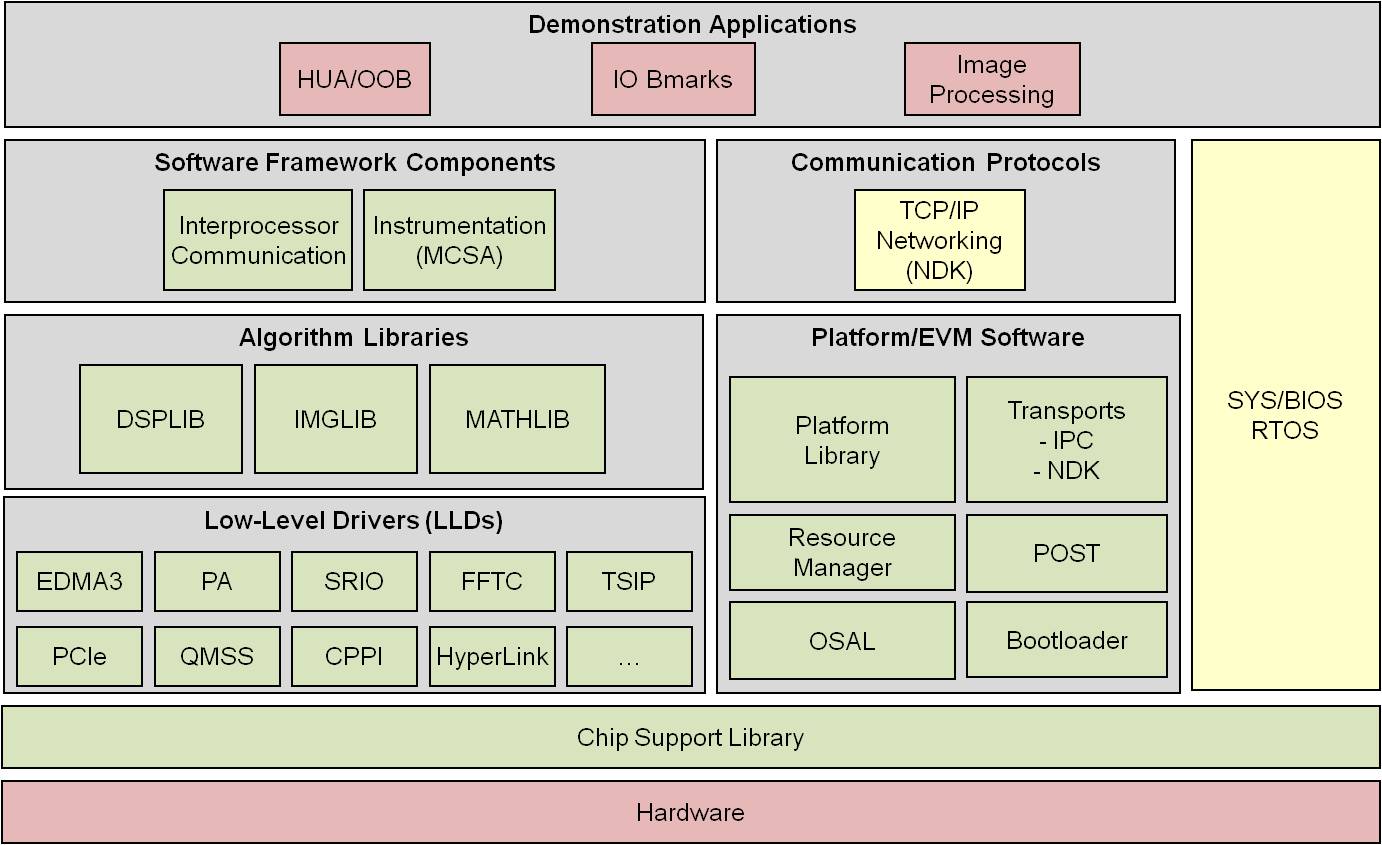 Demonstration Applications
HUA/OOB
IO Bmarks
Image
Processing
Software Framework Components
Interprocessor
Communication
Instrumentation
(MCSA)
Communication Protocols
TCP/IP
Networking
(NDK)
SYS/BIOS
RTOS
Algorithm Libraries
DSPLIB
IMGLIB
MATHLIB
Platform/EVM Software
Platform
Library
Transports
- IPC
- NDK
Resource
Manager
POST
OSAL
Bootloader
Low-Level Drivers (LLDs)
EDMA3
PA
SRIO
FFTC
TSIP
PCIe
QMSS
CPPI
HyperLink
…
Chip Support Library
Hardware